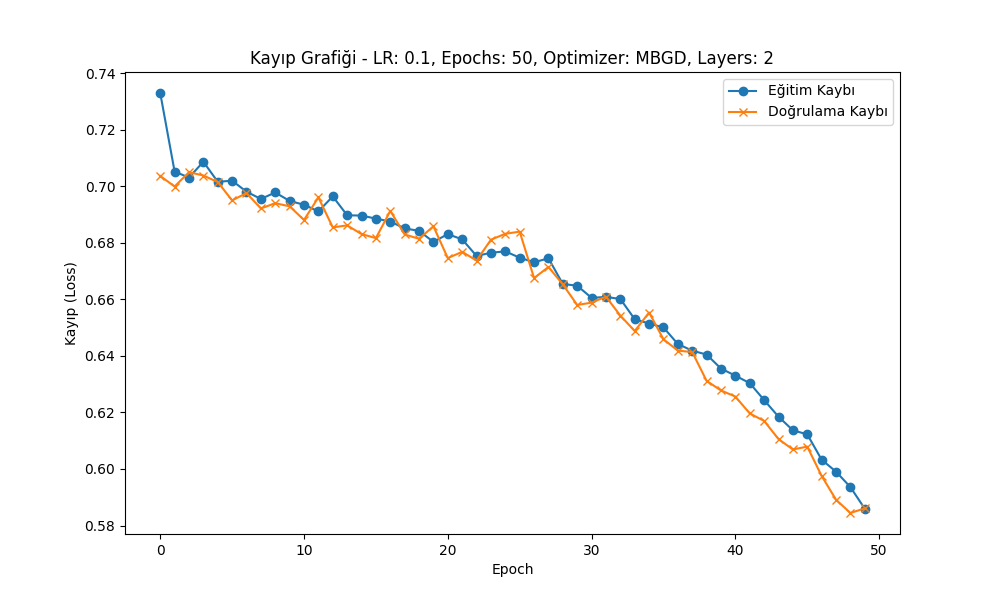 Kayıp Grafiği - LR: 0.1, Epochs: 50, Optimizer: MBGD, Layers: 2
Eğitim Kaybı
Doğrulama Kaybı
Kayıp (Loss)
0.74
0.72
0.70
0.68
0.66
0.64
0.62
0.60
0.58
0 10 20 30 40 50
Epoch